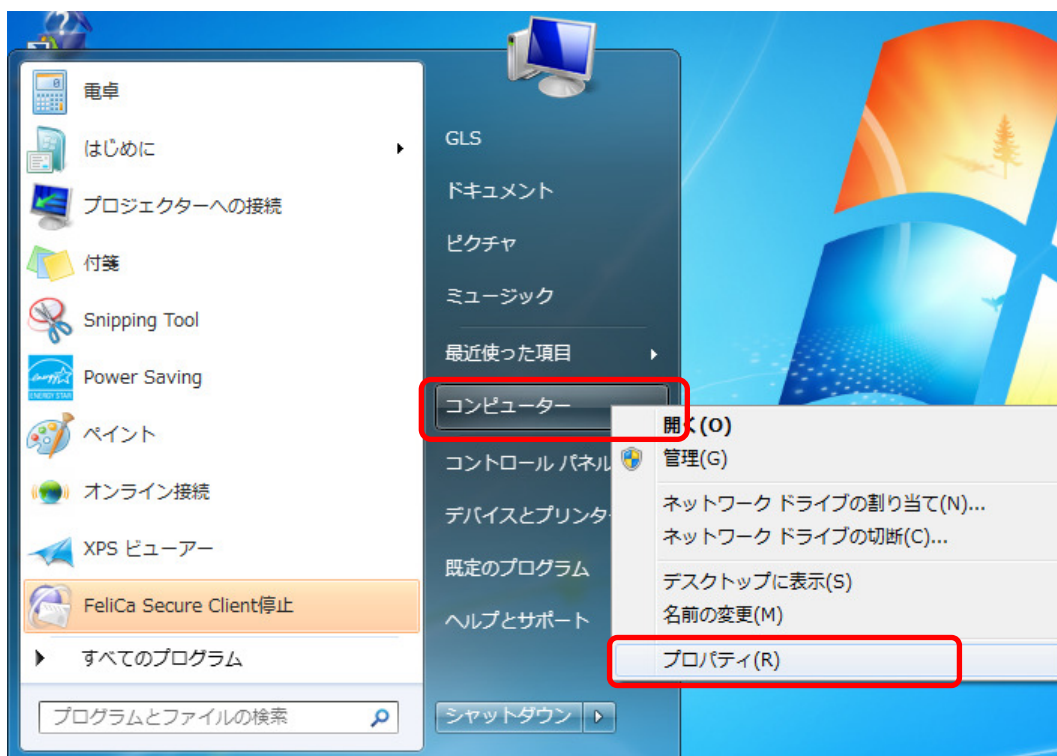 電卓
はじめに
プロジェクターへの接続
付箋
Snipping Tool
Power Saving
ペイント
オンライン接続
XPS ビューアー
FeliCa Secure Client停止
すべてのプログラム
プログラムとファイルの検索
GLS
ドキュメント
ピクチャ
ミュージック
最近使った項目
コンピューター
コントロール パネル
デバイスとプリンター
既定のプログラム
ヘルプとサポート
シャットダウン
開く(O)
管理(G)
ネットワーク ドライブの割り当て(N)...
ネットワーク ドライブの切断(C)...
デスクトップに表示(S)
名前の変更(M)
プロパティ(R)